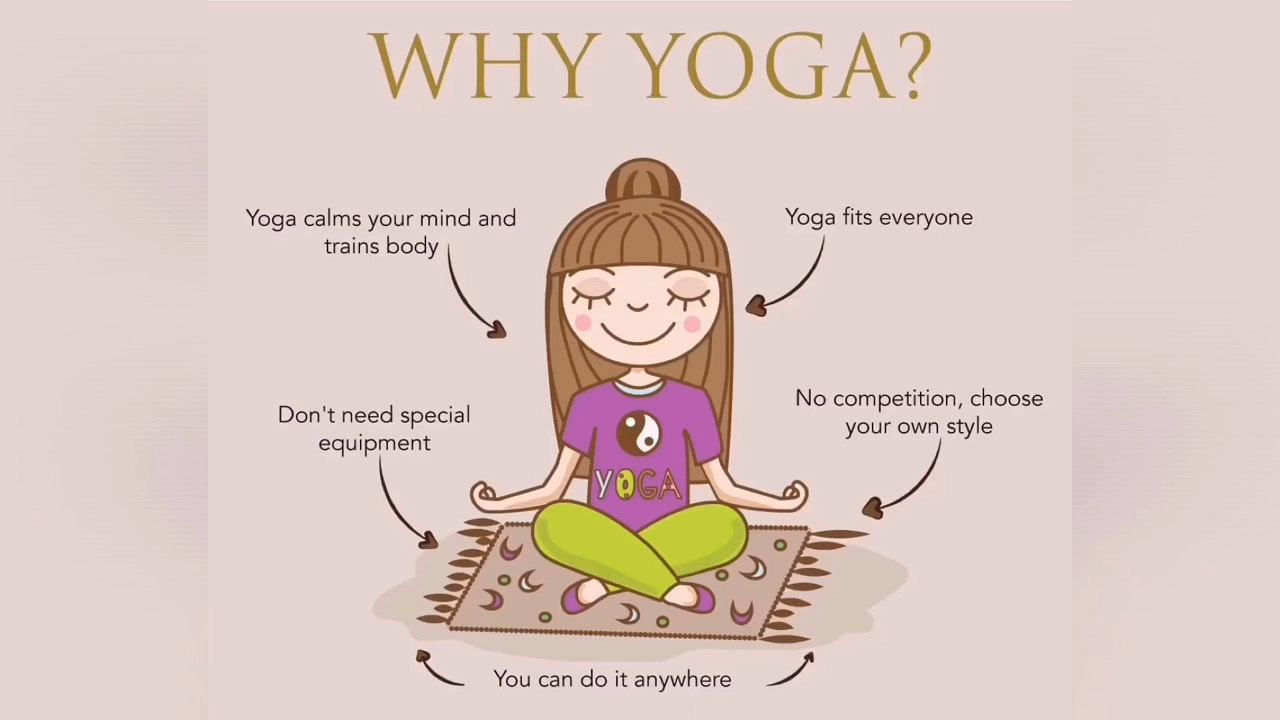 WHY YOGA?
Yoga calms your mind and
trains body
Yoga fits everyone
Don't need special
equipment
No competition, choose
your own style
YOGA
You can do it anywhere